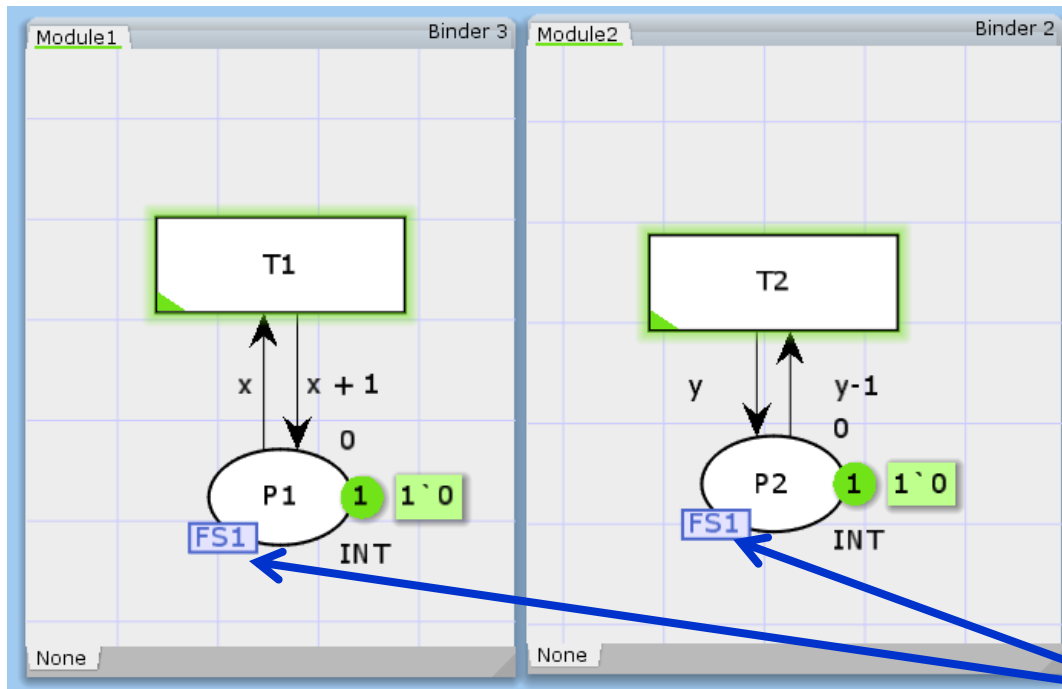 Module1
Binder 3
T1
x
x + 1
0
P1
1
1`0
FS1
INT
None
Module2
Binder 2
T2
y
y-1
0
P2
1
1`0
FS1
INT
None